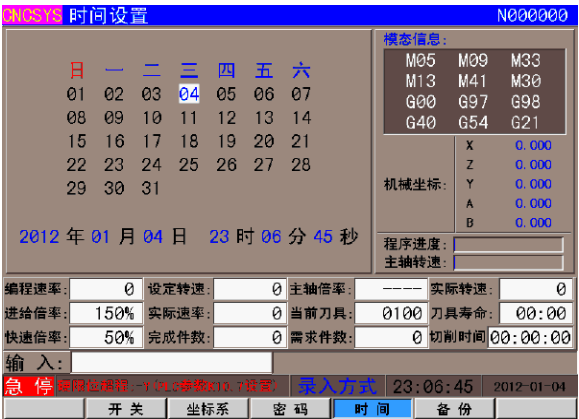 CNCSYS 时间设置 N000000
模态信息:
M05 M09 M33
M13 M41 M30
G00 G97 G98
G40 G54 G21
日 一 二 三 四 五 六
01 02 03 04 05 06 07
08 09 10 11 12 13 14
15 16 17 18 19 20 21
22 23 24 25 26 27 28
29 30 31
2012 年 01 月 04 日 23 时 06 分 45 秒
机械坐标:
X 0.000
Z 0.000
Y 0.000
A 0.000
B 0.000
程序进度:
主轴转速:
编程速率: 0 设定转速: 0 主轴倍率: ---- 实际转速: 0
进给倍率: 150% 实际速率: 0 当前刀具: 0100 刀具寿命: 00:00
快速倍率: 50% 完成件数: 0 需求件数: 0 切削时间 00:00:00
输 入:
急 停 录入方式 23:06:45 2012-01-04
开 关 坐标系 密 码 时 间 备 份